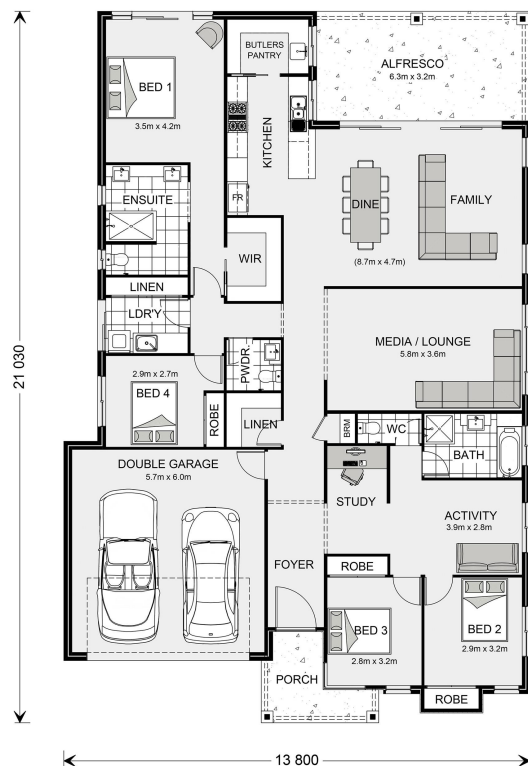 BUTLERS
PANTRY
ALFRESCO
6.3m x 3.2m
BED 1
3.5m x 4.2m
KITCHEN
ENSUITE
FR
DINE
FAMILY
(8.7m x 4.7m)
WIR
LINEN
LDR'Y
MEDIA / LOUNGE
5.8m x 3.6m
PWDR.
2.9m x 2.7m
BED 4
ROBE
LINEN
BRM
WC
BATH
DOUBLE GARAGE
5.7m x 6.0m
STUDY
ACTIVITY
3.9m x 2.8m
FOYER
ROBE
BED 3
2.8m x 3.2m
BED 2
2.9m x 3.2m
PORCH
ROBE
21 030
13 800